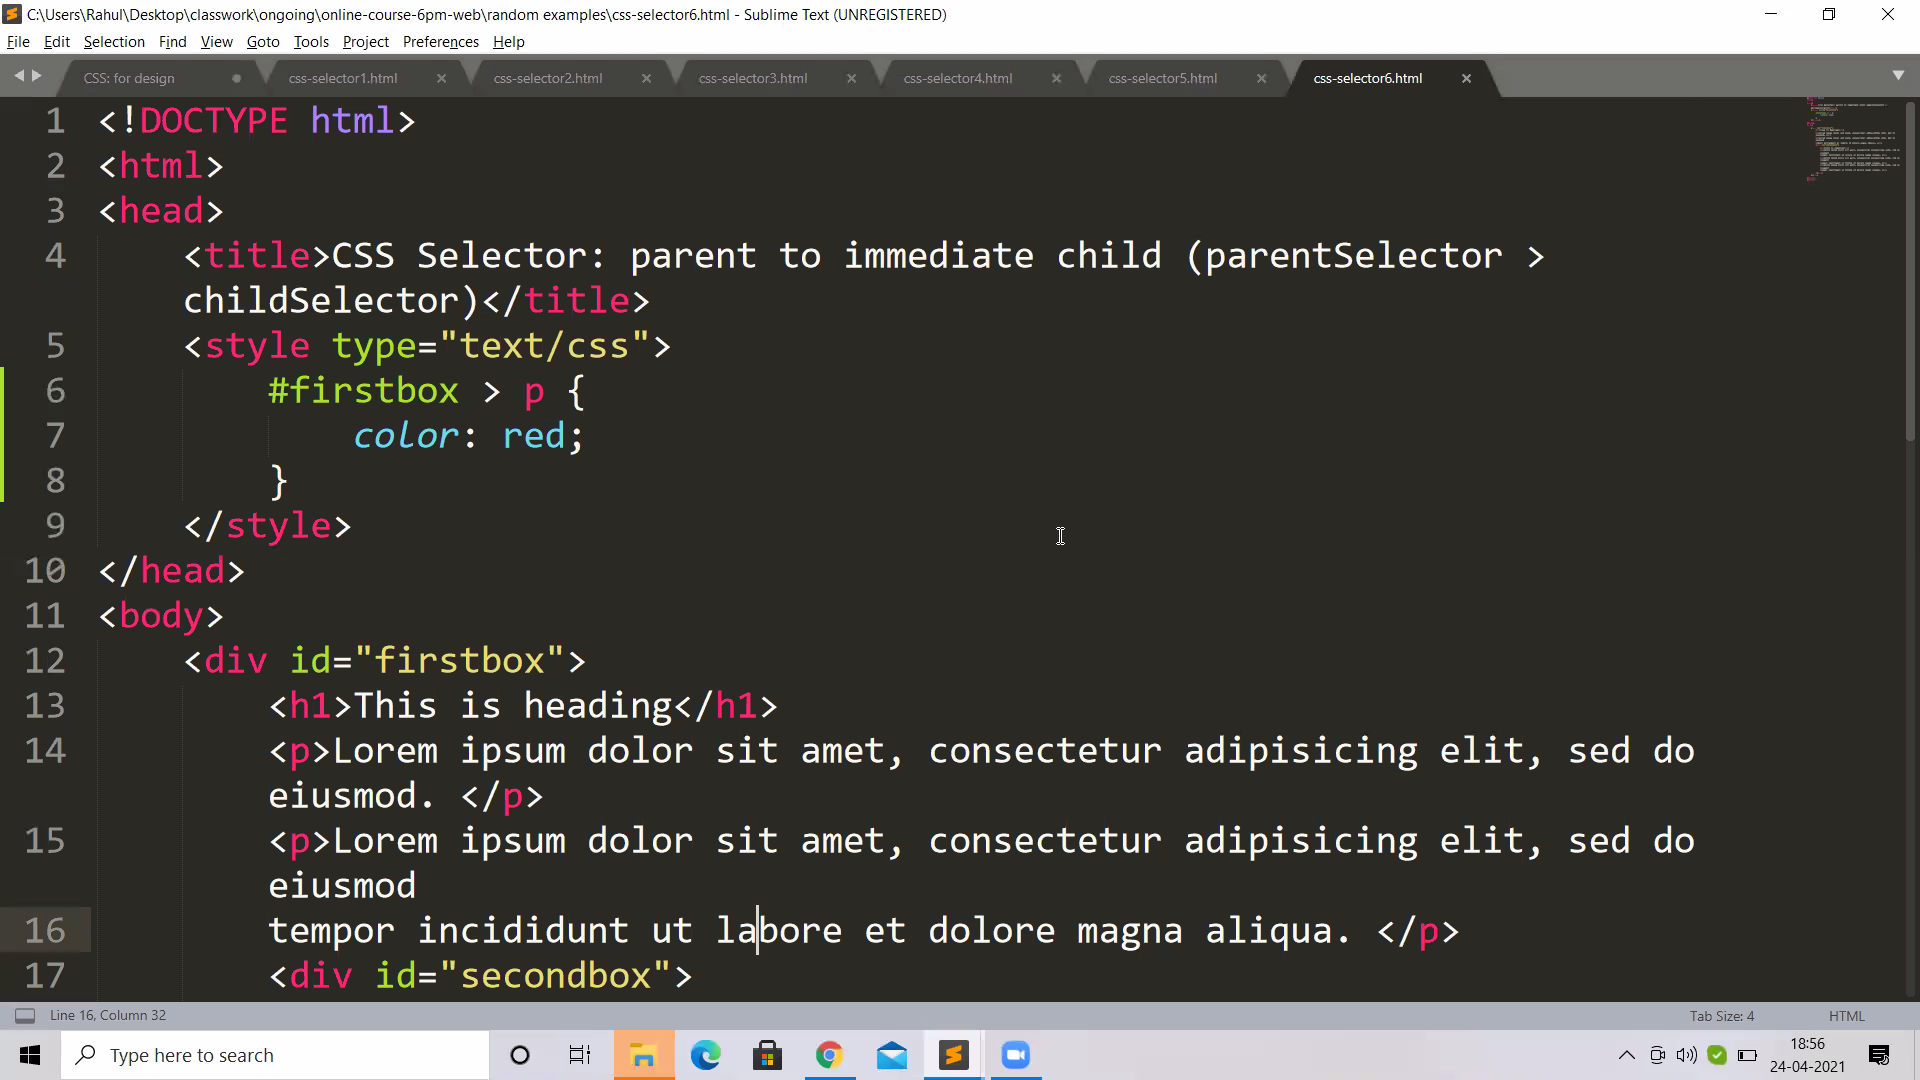 C:\Users\Rahul\Desktop\classwork\ongoing\online-course-6pm-web\random examples\css-selector6.html - Sublime Text (UNREGISTERED)
File Edit Selection Find View Goto Tools Project Preferences Help
CSS: for design css-selector1.html css-selector2.html css-selector3.html css-selector4.html css-selector5.html css-selector6.html
1 <!DOCTYPE html>
2 <html>
3 <head>
4 <title>CSS Selector: parent to immediate child (parentSelector >
childSelector)</title>
5 <style type="text/css">
6 #firstbox > p {
7 color: red;
8 }
9 </style>
10 </head>
11 <body>
12 <div id="firstbox">
13 <h1>This is heading</h1>
14 <p>Lorem ipsum dolor sit amet, consectetur adipisicing elit, sed do
eiusmod. </p>
15 <p>Lorem ipsum dolor sit amet, consectetur adipisicing elit, sed do
eiusmod
16 tempor incididunt ut labore et dolore magna aliqua. </p>
17 <div id="secondbox">
Line 16, Column 32 Tab Size: 4 HTML
Type here to search
18:56
24-04-2021